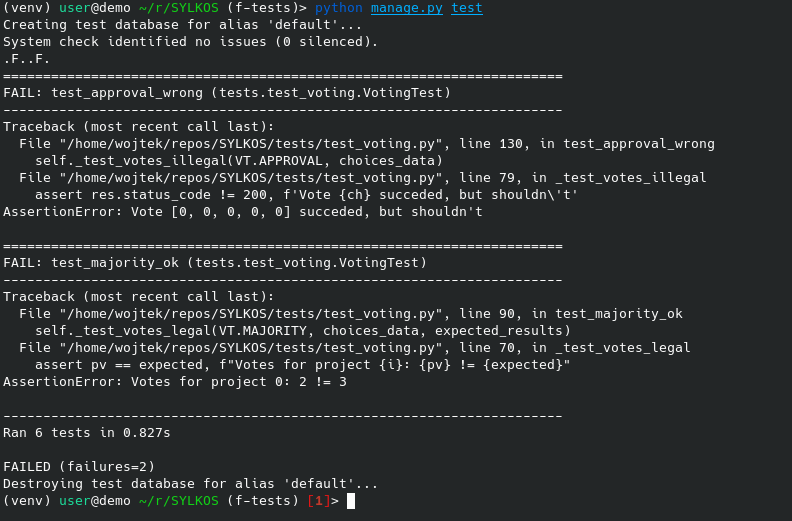 (venv) user@demo ~/r/SYLKOS (f-tests)> python manage.py test
Creating test database for alias 'default'...
System check identified no issues (0 silenced).
.F..F.
======================================================================
FAIL: test_approval_wrong (tests.test_voting.VotingTest)
----------------------------------------------------------------------
Traceback (most recent call last):
  File "/home/wojtek/repos/SYLKOS/tests/test_voting.py", line 130, in test_approval_wrong
    self._test_votes_illegal(VT.APPROVAL, choices_data)
  File "/home/wojtek/repos/SYLKOS/tests/test_voting.py", line 79, in _test_votes_illegal
    assert res.status_code != 200, f'Vote {ch} succeded, but shouldn\'t'
AssertionError: Vote [0, 0, 0, 0, 0] succeded, but shouldn't
======================================================================
FAIL: test_majority_ok (tests.test_voting.VotingTest)
----------------------------------------------------------------------
Traceback (most recent call last):
  File "/home/wojtek/repos/SYLKOS/tests/test_voting.py", line 90, in test_majority_ok
    self._test_votes_legal(VT.MAJORITY, choices_data, expected_results)
  File "/home/wojtek/repos/SYLKOS/tests/test_voting.py", line 70, in _test_votes_legal
    assert pv == expected, f"Votes for project {i}: {pv} != {expected}"
AssertionError: Votes for project 0: 2 != 3
----------------------------------------------------------------------
Ran 6 tests in 0.827s
FAILED (failures=2)
Destroying test database for alias 'default'...
(venv) user@demo ~/r/SYLKOS (f-tests) [1]>